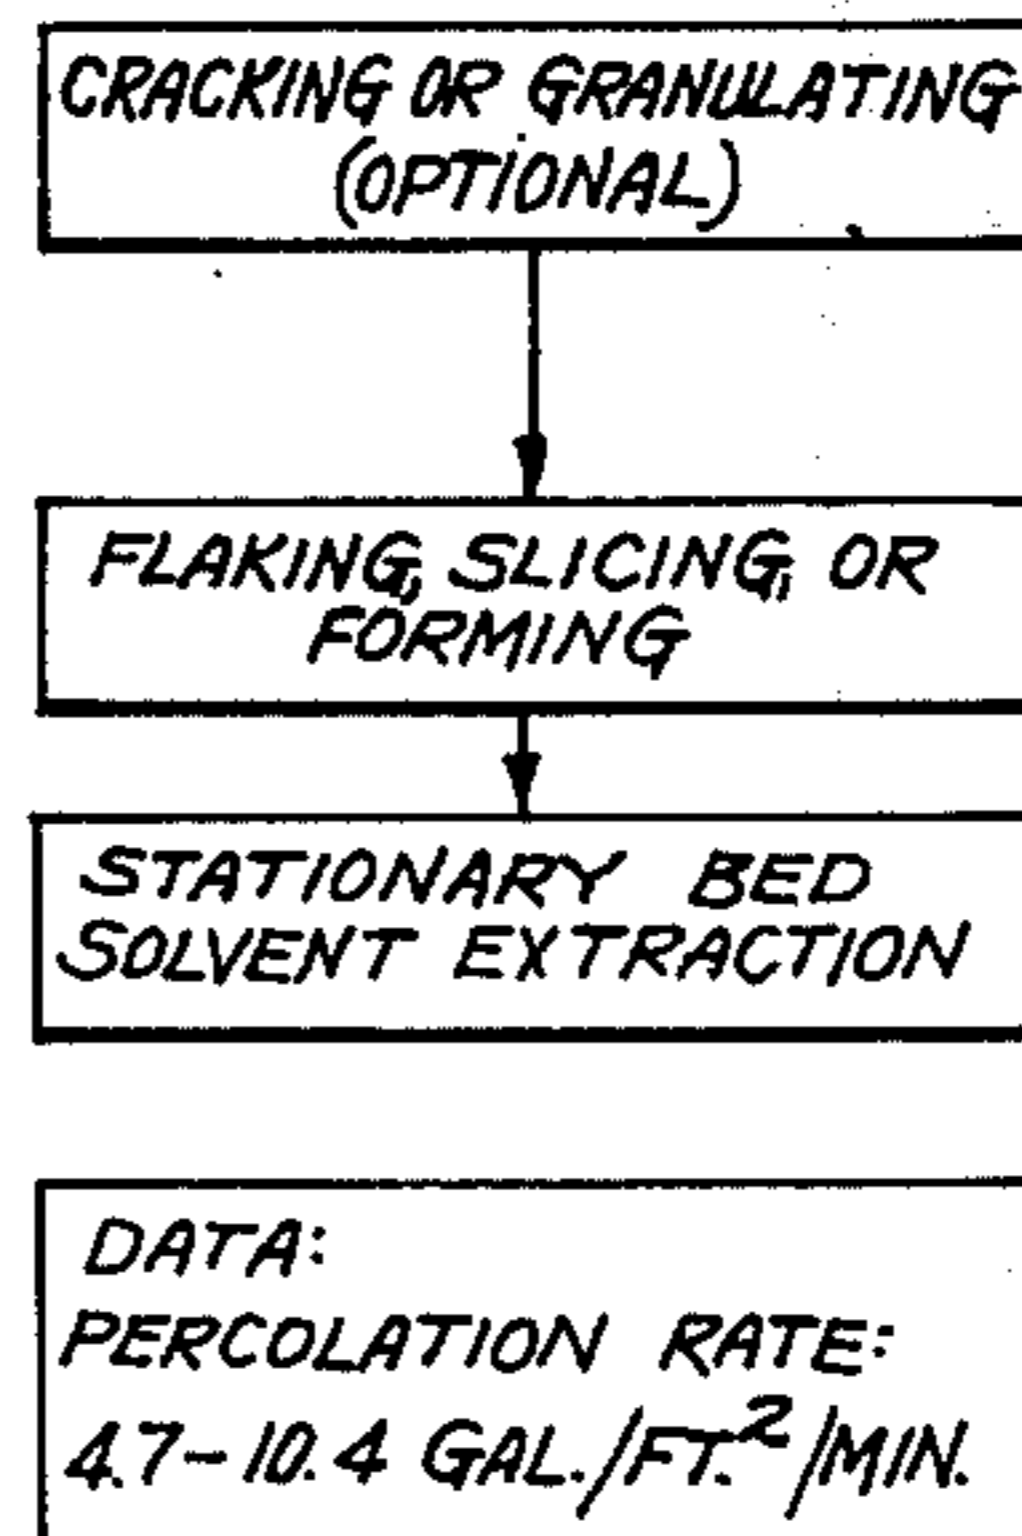 CRACKING OR GRANULATING
(OPTIONAL)
FLAKING, SLICING, OR
FORMING
STATIONARY BED
SOLVENT EXTRACTION
DATA:
PERCOLATION RATE:
4.7-10.4 GAL./FT.²/MIN.